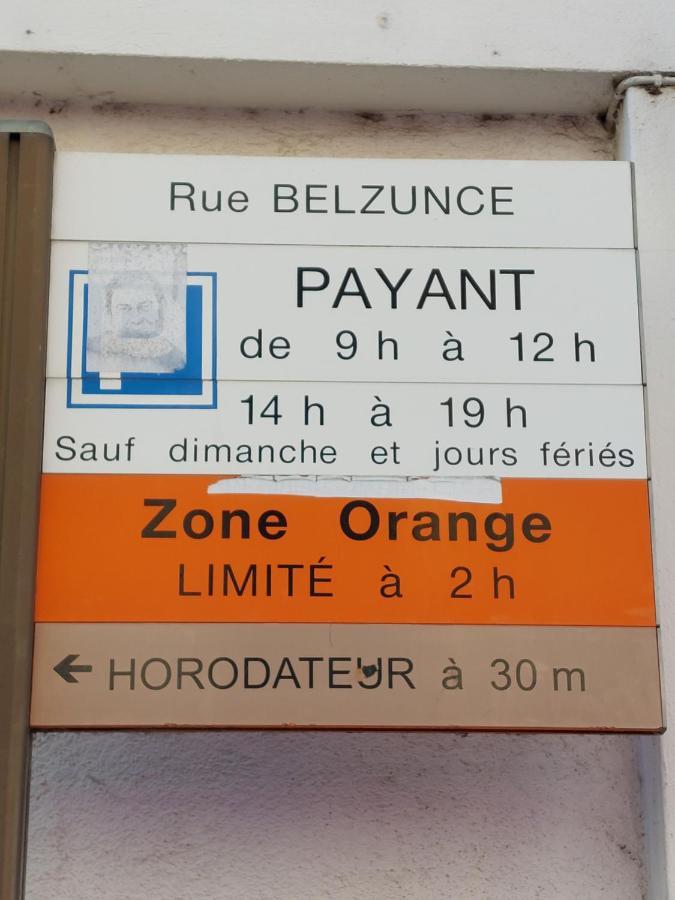 Rue BELZUNCE
PAYANT
de 9 h à 12 h
14 h à 19 h
Sauf dimanche et jours fériés
Zone Orange
LIMITÉ à 2 h
← HORODATEUR à 30 m